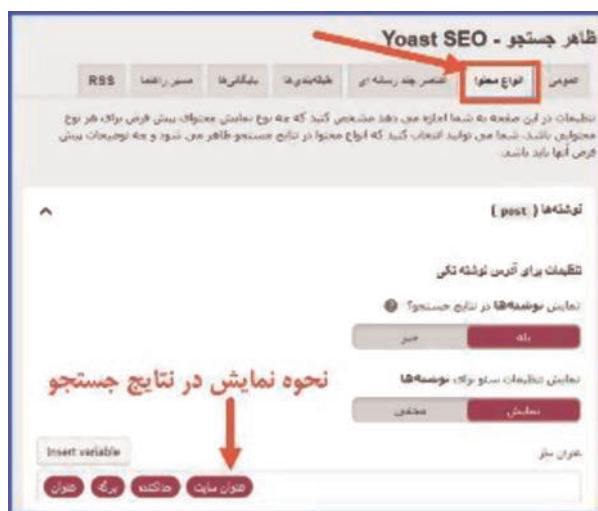 ظاهر جستجو - Yoast SEO
عمومی انواع محتوا عناصر چند رسانه ای طبقه‌بندی‌ها بایگانی‌ها مسیر راهنما RSS
تنظیمات در این صفحه به شما اجازه می دهد مشخص کنید که چه نوع نمایش محتوای پیش فرض برای هر نوع
محتوایی باشد. شما می توانید انتخاب کنید که انواع محتوا در نتایج جستجو ظاهر می شود و چه توضیحات پیش
فرض آنها باید باشد.
نوشته‌ها (post)
تنظیمات برای آدرس نوشته تکی
نمایش نوشته‌ها در نتایج جستجو؟
بله خیر
نمایش تنظیمات سئو برای نوشته‌ها
نمایش مخفی
نحوه نمایش در نتایج جستجو
عنوان سئو
Insert variable
عنوان برگه جداکننده عنوان سایت